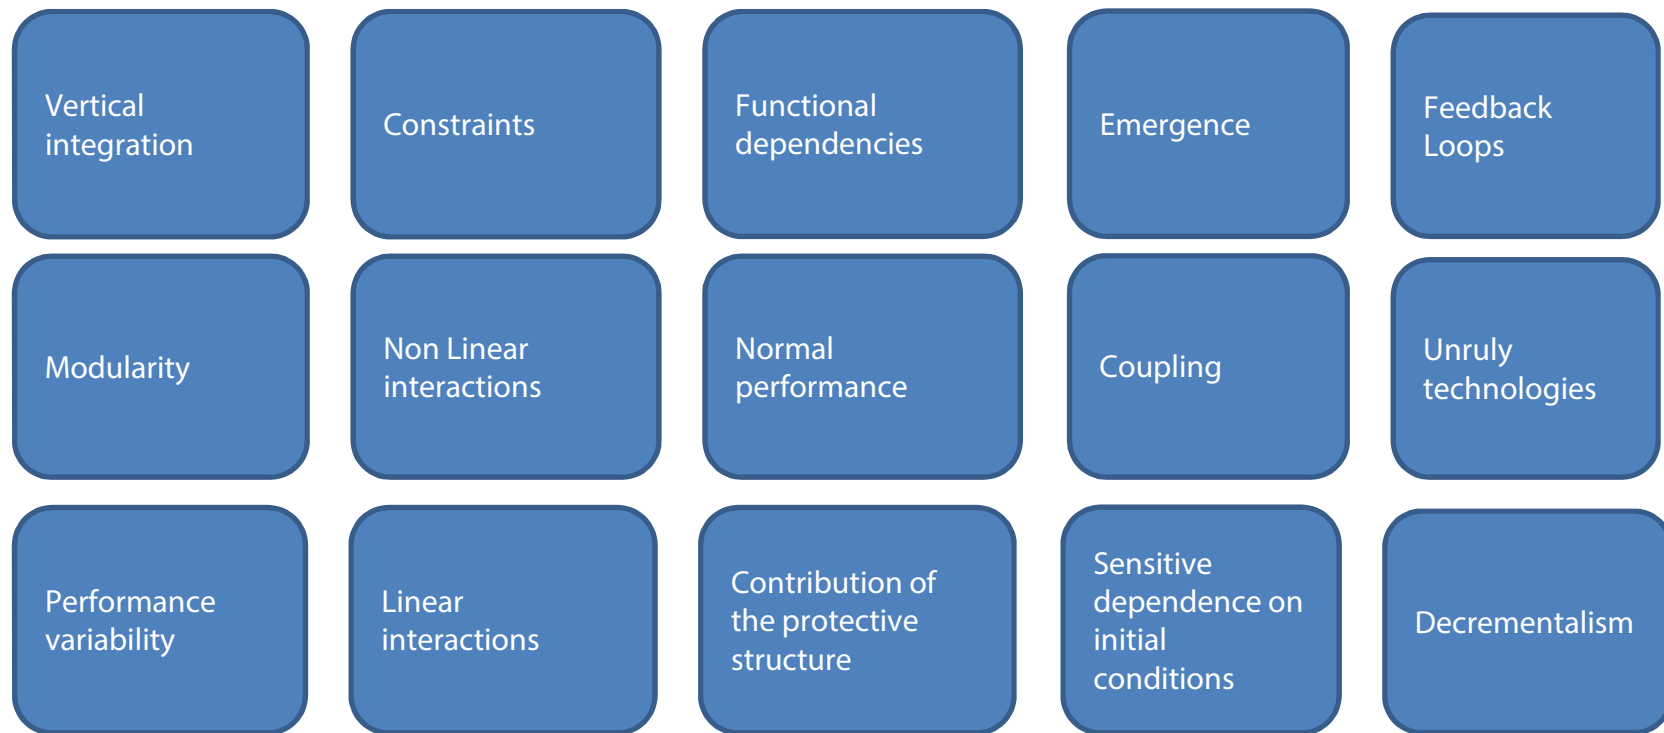 Vertical
integration
Constraints
Functional
dependencies
Emergence
Feedback
Loops
Modularity
Non Linear
interactions
Normal
performance
Coupling
Unruly
technologies
Performance
variability
Linear
interactions
Contribution of
the protective
structure
Sensitive
dependence on
initial
conditions
Decrementalism